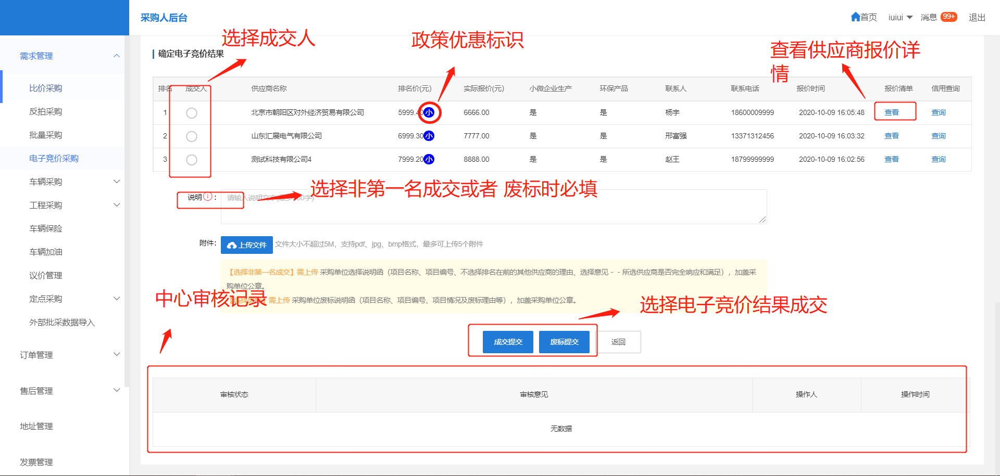 采购人后台
首页 iuiui 消息 99+ 退出
需求管理
比价采购
反拍采购
批量采购
电子竞价采购
车辆采购
工程采购
车辆保险
车辆加油
议价管理
定点采购
外部批采数据导入
订单管理
售后管理
地址管理
发票管理
选择成交人
政策优惠标识
查看供应商报价详
情
确定电子竞价结果
排名 成交人 供应商名称 排名价(元) 实际报价(元) 小微企业生产 环保产品 联系人 联系电话 报价时间 报价清单 信用查询
1 北京市朝阳区对外经济贸易有限公司 5999.40 小 6666.00 是 是 杨宇 18600009999 2020-10-09 16:05:48 查看 查询
2 山东汇展电气有限公司 6999.30 小 7777.00 是 是 邢富强 13371312456 2020-10-09 16:03:32 查看 查询
3 测试科技有限公司4 7999.20 小 8888.00 是 是 赵王 18799999999 2020-10-09 16:02:56 查看 查询
选择非第一名成交或者 废标时必填
说明 ： 请输入说明文字(最多 00字)
附件： 上传文件 文件大小不超过5M，支持pdf、jpg、bmp格式，最多可上传5个附件
【选择非第一名成交】需上传 采购单位选择说明函（项目名称、项目编号、不选择排名在前的其他供应商的理由、选择意见 - - 所选供应商是否完全响应和满足），加盖采
购单位公章。
需上传 采购单位废标说明函（项目名称、项目编号、项目情况及废标理由等），加盖采购单位公章。
中心审核记录
选择电子竞价结果成交
成交提交 废标提交 返回
审核状态 审核意见 操作人 操作时间
无数据